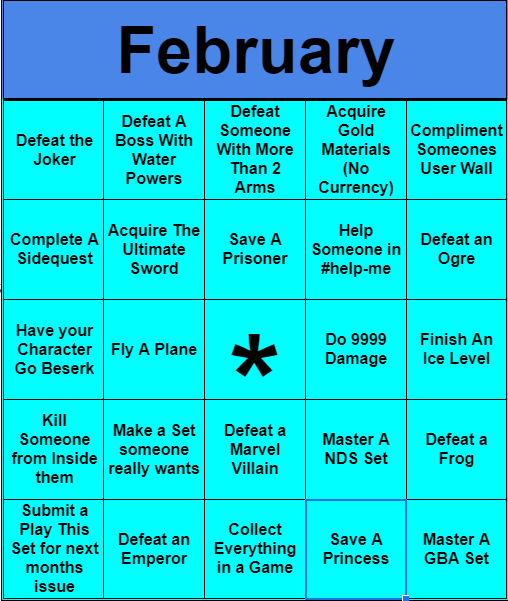 February
Defeat the
Joker
Defeat A
Boss With
Water
Powers
Defeat
Someone
With More
Than 2
Arms
Acquire
Gold
Materials
(No
Currency)
Compliment
Someones
User Wall
Complete A
Sidequest
Acquire The
Ultimate
Sword
Save A
Prisoner
Help
Someone in
#help-me
Defeat an
Ogre
Have your
Character
Go Beserk
Fly A Plane
*
Do 9999
Damage
Finish An
Ice Level
Kill
Someone
from Inside
them
Make a Set
someone
really wants
Defeat a
Marvel
Villain
Master A
NDS Set
Defeat a
Frog
Submit a
Play This
Set for next
months
issue
Defeat an
Emperor
Collect
Everything
in a Game
Save A
Princess
Master A
GBA Set